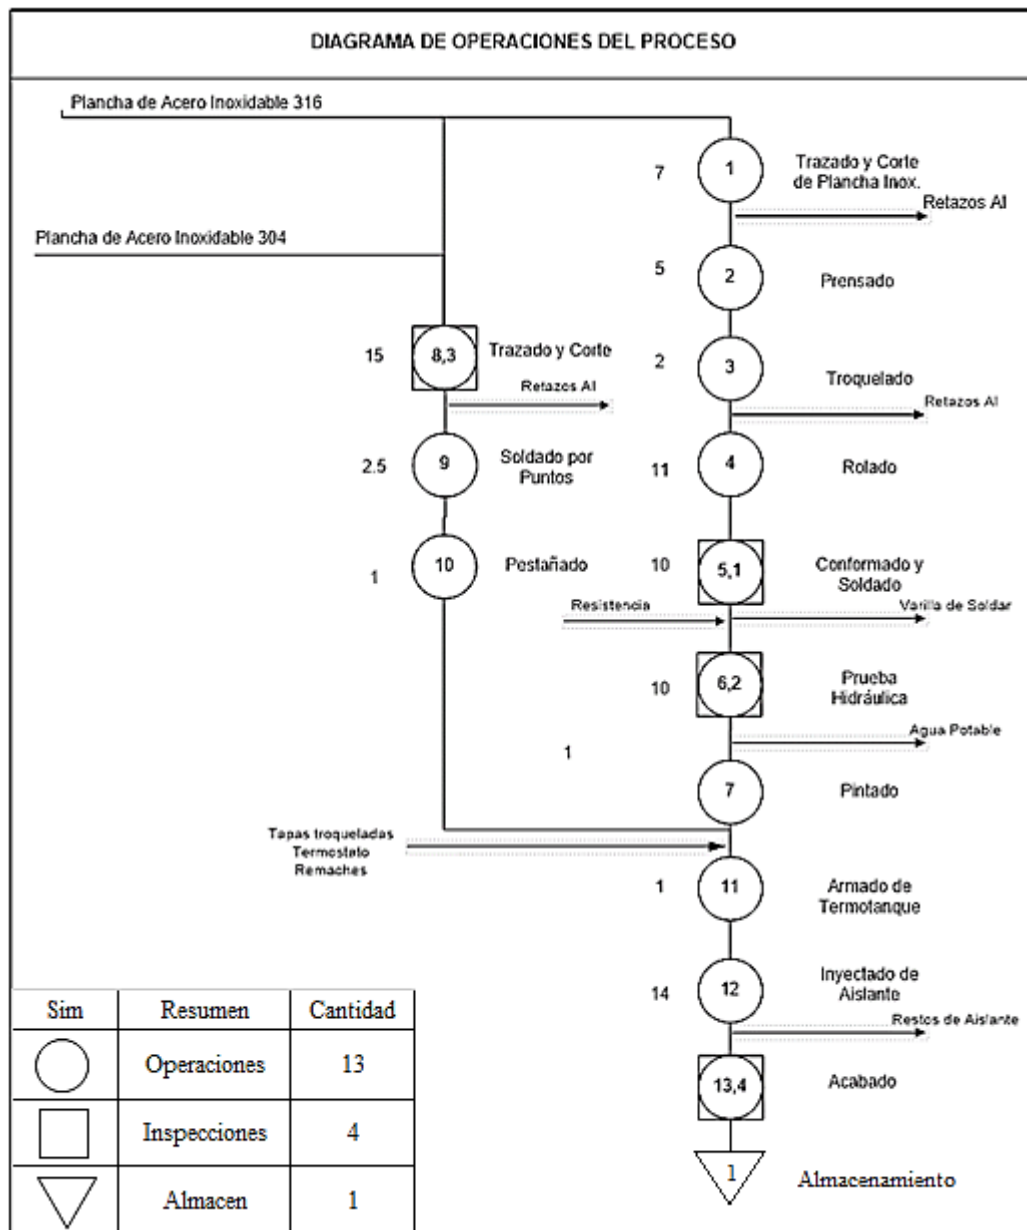 DIAGRAMA DE OPERACIONES DEL PROCESO
Plancha de Acero Inoxidable 316
7
1
Trazado y Corte
de Plancha Inox.
Retazos Al
Plancha de Acero Inoxidable 304
5
2
Prensado
15
8,3
Trazado y Corte
Retazos Al
2
3
Troquelado
Retazos Al
2.5
9
Soldado por
Puntos
11
4
Rolado
1
10
Pestañado
10
5,1
Conformado y
Soldado
Resistencia
Varilla de Soldar
10
6,2
Prueba
Hidráulica
Agua Potable
1
7
Pintado
Tapas troqueladas
Termostato
Remaches
1
11
Armado de
Termotanque
14
12
Inyectado de
Aislante
Restos de Aislante
13,4
Acabado
1
Almacenamiento
Sim Resumen Cantidad
Operaciones 13
Inspecciones 4
Almacen 1